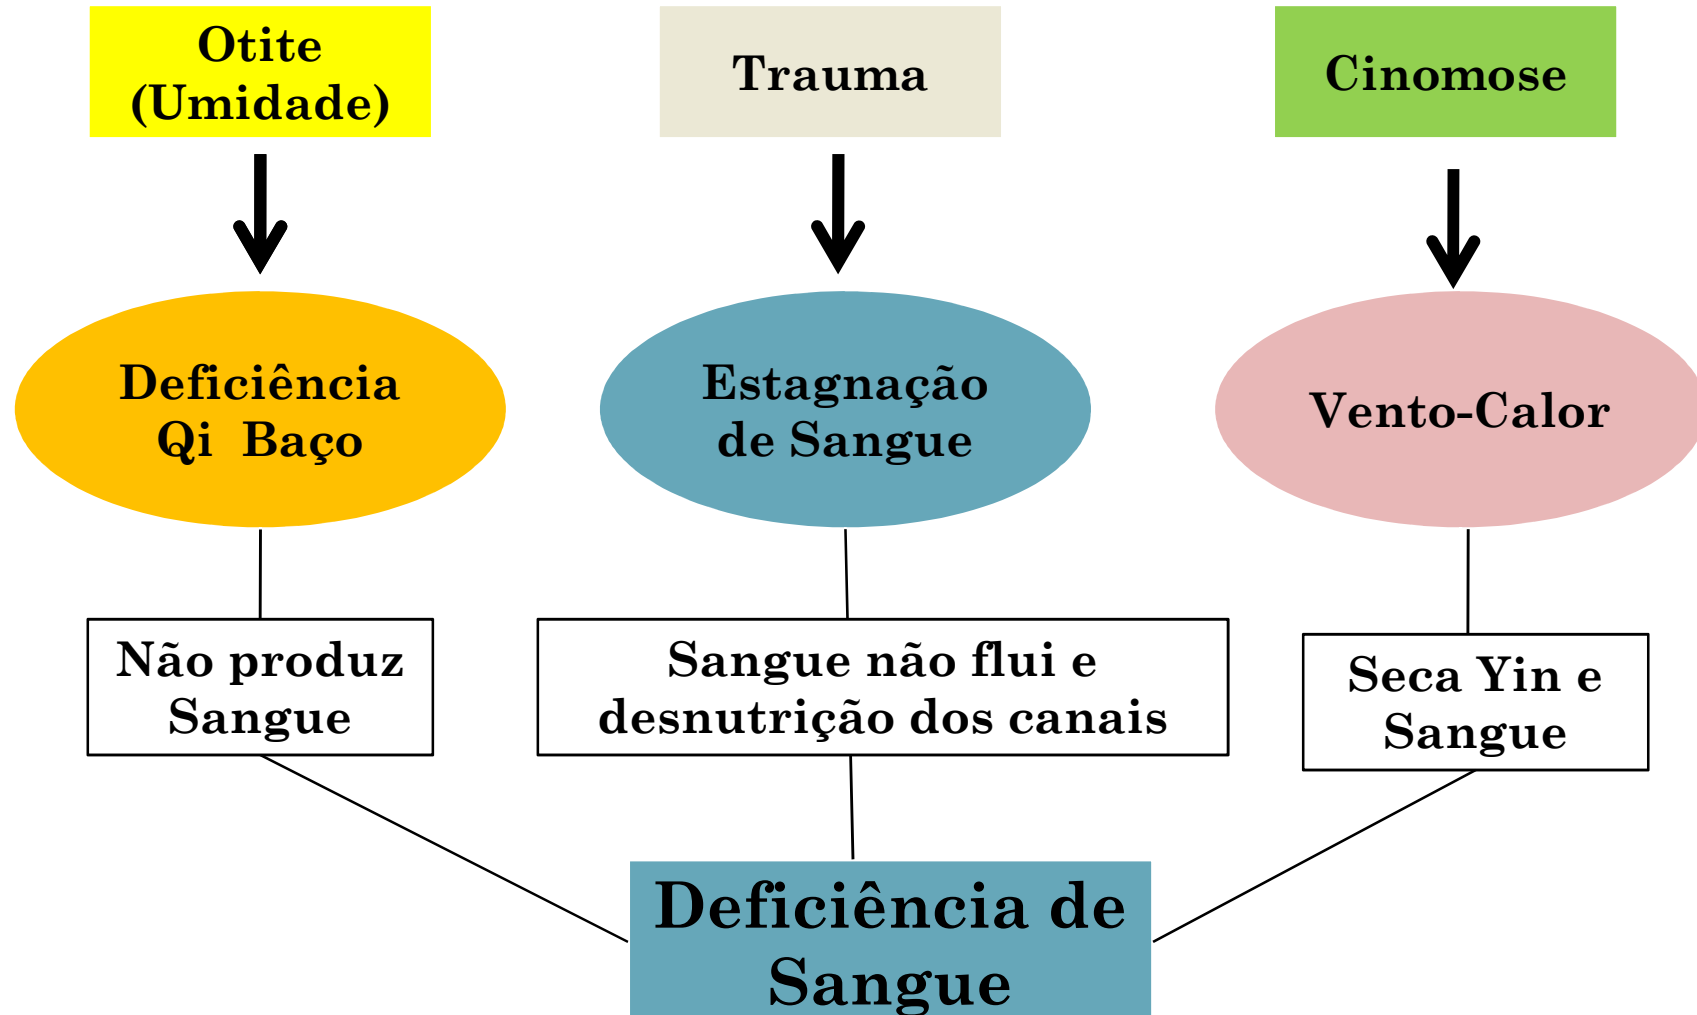 Otite
(Umidade)
Trauma
Cinomose
Deficiência
Qi  Baço
Estagnação
de Sangue
Vento-Calor
Não produz
Sangue
Sangue não flui e
desnutrição dos canais
Seca Yin e
Sangue
Deficiência de
Sangue